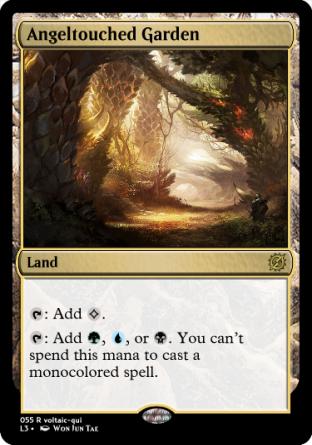 Angeltouched Garden
Land
: Add .
: Add , , or . You can't
spend this mana to cast a
monocolored spell.
055 R voltaic-qui
L3 • Won Jun Tae